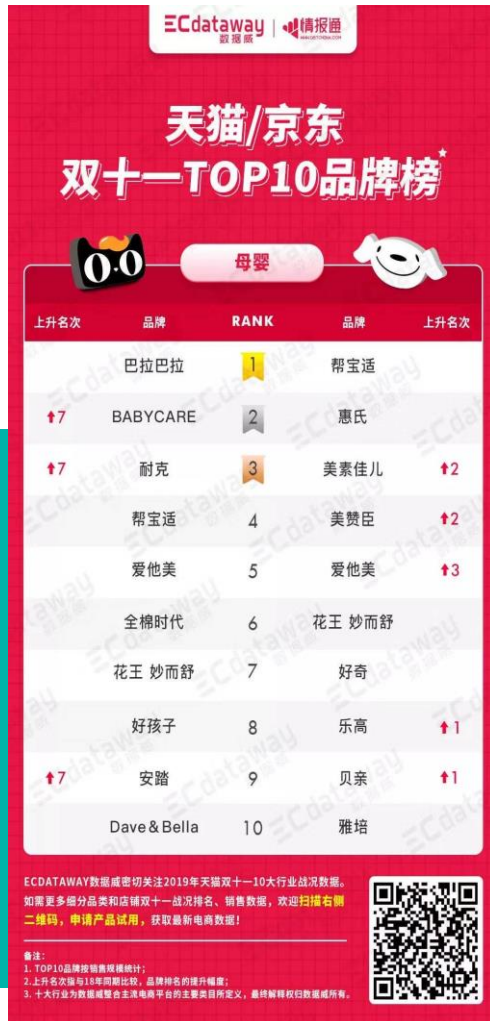 ECdataway 数据威 | 情报通
天猫/京东
双十一TOP10品牌榜
母婴
上升名次 品牌 RANK 品牌 上升名次
巴拉巴拉 1 帮宝适
↑7 BABYCARE 2 惠氏
↑7 耐克 3 美素佳儿 ↑2
帮宝适 4 美赞臣 ↑2
爱他美 5 爱他美 ↑3
全棉时代 6 花王 妙而舒
花王 妙而舒 7 好奇
好孩子 8 乐高 ↑1
↑7 安踏 9 贝亲 ↑1
Dave&Bella 10 雅培
ECDATAWAY数据威密切关注2019年天猫双十一10大行业战况数据。
如需更多细分品类和店铺双十一战况排名、销售数据，欢迎扫描右侧
二维码，申请产品试用，获取最新电商数据！
备注：
1. TOP10品牌按销售规模统计；
2.上升名次指与18年同期比较，品牌排名的提升幅度；
3. 十大行业为数据威整合主流电商平台的主要类目所定义，最终解释权归数据威所有。